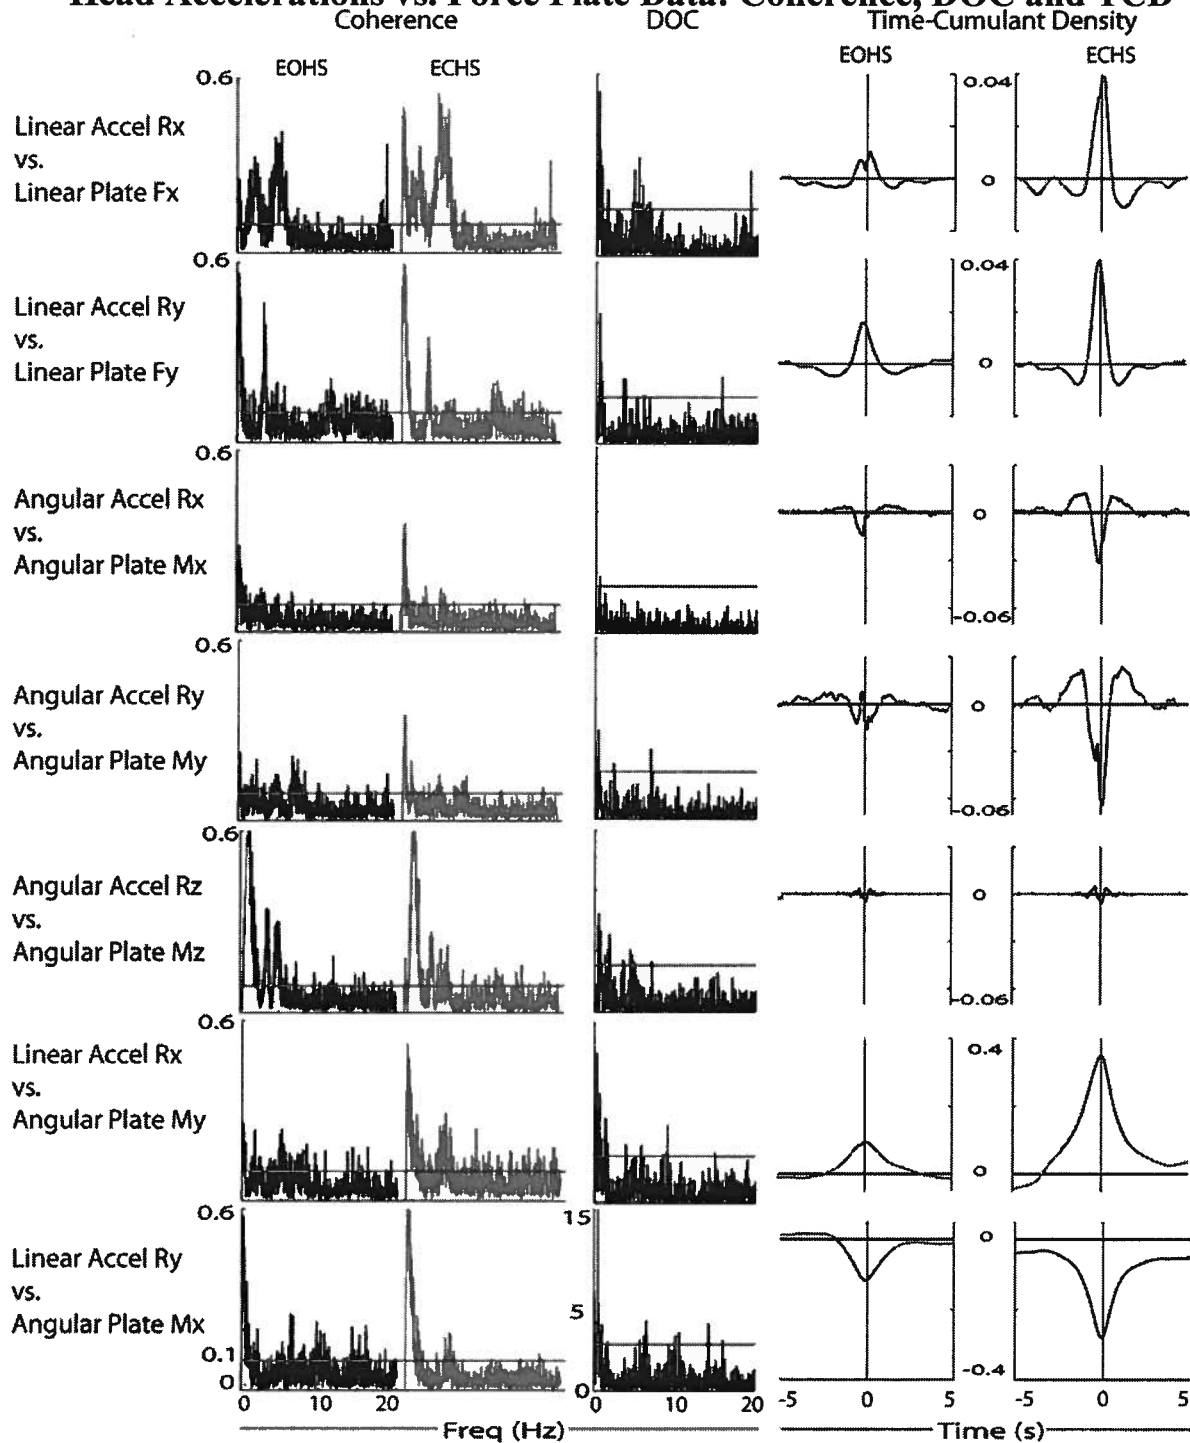 Head Accelerations vs. Force Plate Data: Coherence, DOC and TCD
Coherence DOC Time-Cumulant Density
EOHS ECHS EOHS ECHS
0.6 0.04
Linear Accel Rx
vs.
Linear Plate Fx
0
0.6 0.04
Linear Accel Ry
vs.
Linear Plate Fy
0
0.6
Angular Accel Rx
vs.
Angular Plate Mx
0
-0.06
0.6
Angular Accel Ry
vs.
Angular Plate My
0
-0.06
0.6
Angular Accel Rz
vs.
Angular Plate Mz
0
-0.06
0.6 0.4
Linear Accel Rx
vs.
Angular Plate My
0
0.6 15 0
Linear Accel Ry
vs.
Angular Plate Mx
5
0.1 -0.4
0 0
0 10 20 0 10 20 -5 0 5 -5 0 5
Freq (Hz) Time (s)